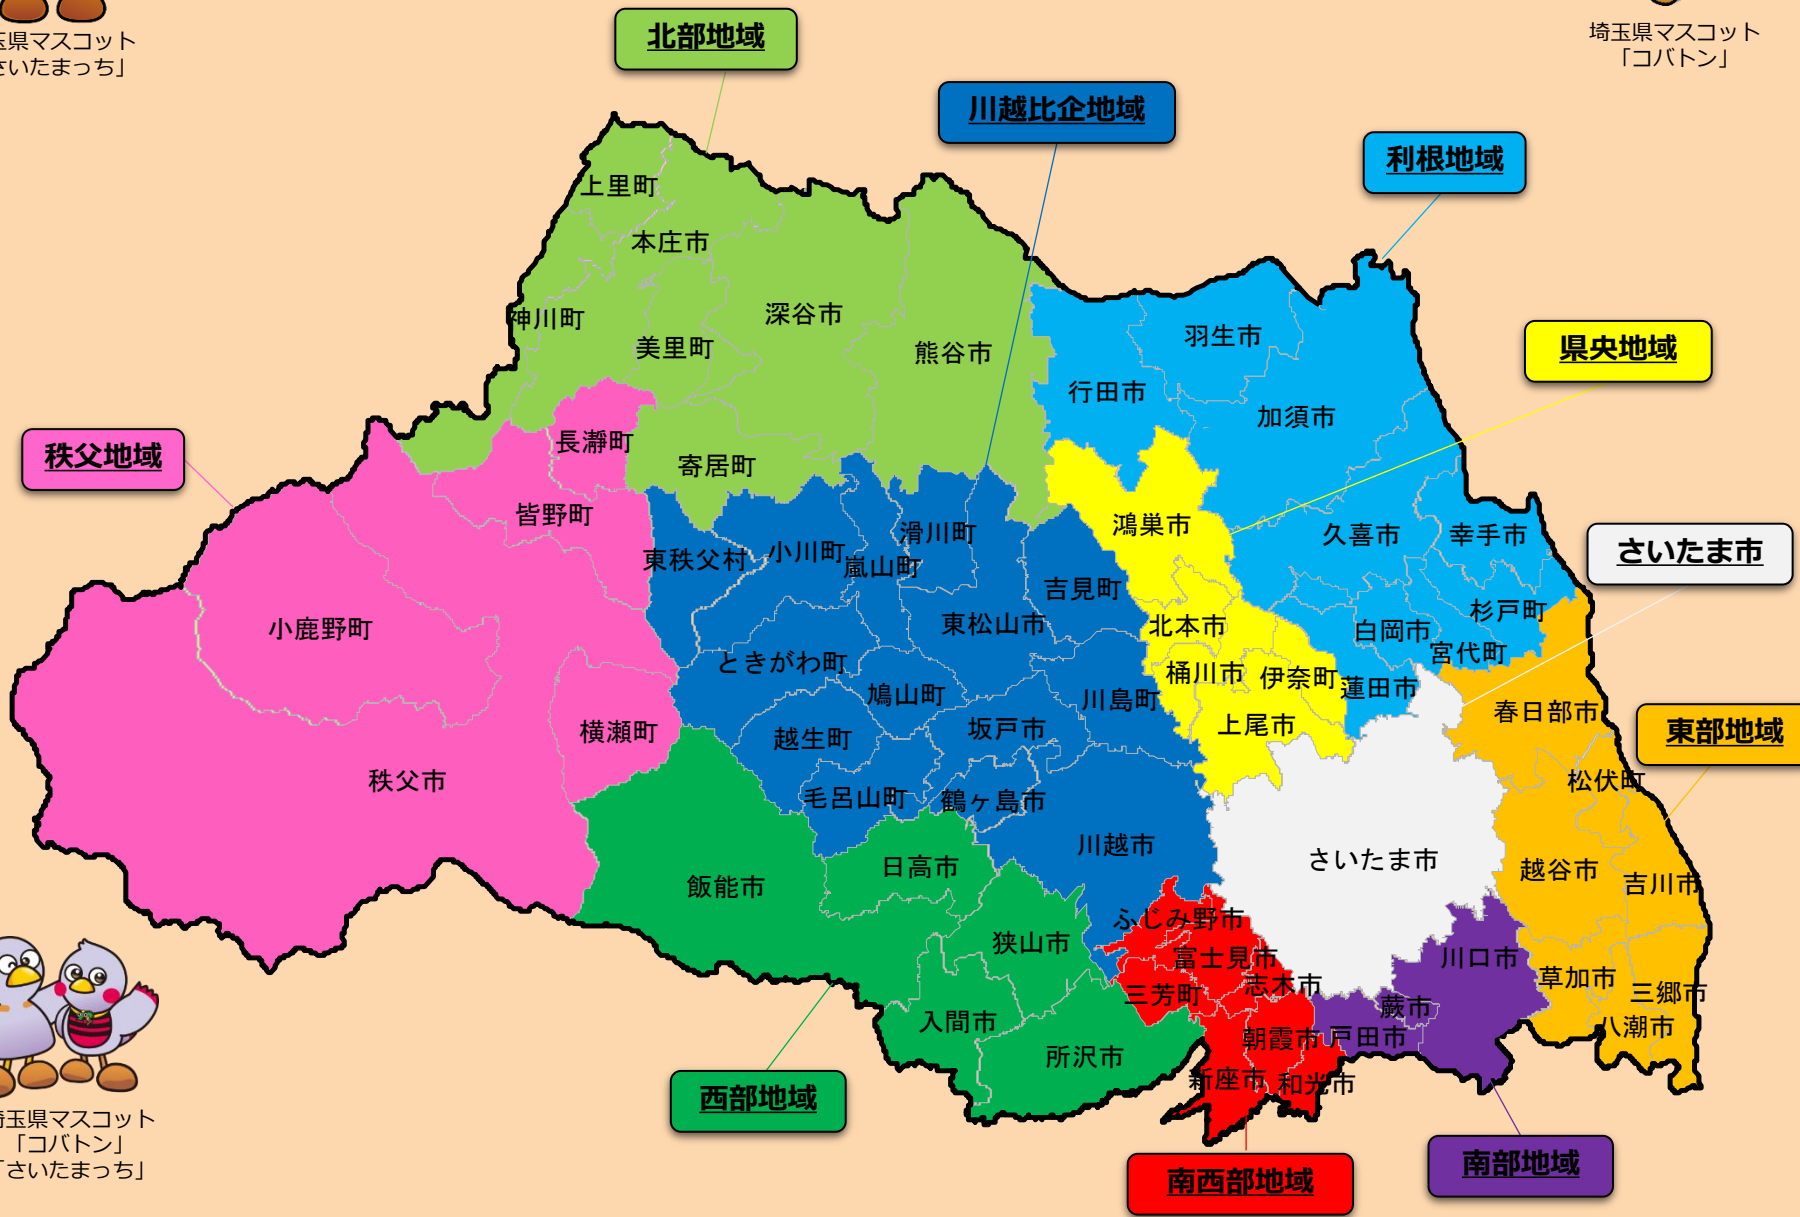 玉県マスコット
さいたまっち」
埼玉県マスコット
「コバトン」
北部地域
川越比企地域
利根地域
県央地域
秩父地域
さいたま市
東部地域
西部地域
南西部地域
南部地域
上里町
本庄市
神川町
美里町
深谷市
熊谷市
長瀞町
寄居町
皆野町
小鹿野町
秩父市
横瀬町
東秩父村
小川町
嵐山町
滑川町
吉見町
東松山市
ときがわ町
鳩山町
川島町
越生町
坂戸市
毛呂山町
鶴ヶ島市
川越市
羽生市
行田市
加須市
久喜市
幸手市
杉戸町
白岡市
宮代町
蓮田市
鴻巣市
北本市
桶川市
伊奈町
上尾市
さいたま市
春日部市
松伏町
越谷市
吉川市
草加市
三郷市
八潮市
川口市
蕨市
戸田市
ふじみ野市
富士見市
志木市
三芳町
朝霞市
新座市
和光市
飯能市
日高市
狭山市
入間市
所沢市
埼玉県マスコット
「コバトン」
「さいたまっち」